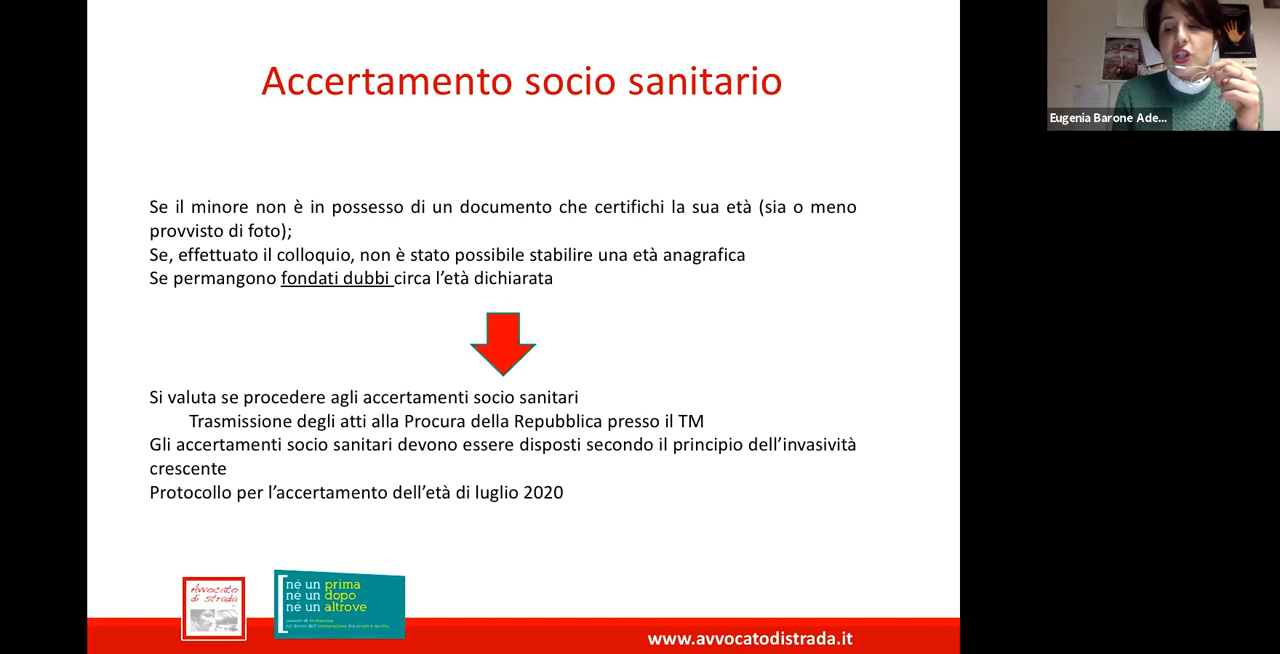 Accertamento socio sanitario
Eugenia Barone Ade...
Se il minore non è in possesso di un documento che certifichi la sua età (sia o meno
provvisto di foto);
Se, effettuato il colloquio, non è stato possibile stabilire una età anagrafica
Se permangono fondati dubbi circa l'età dichiarata
Si valuta se procedere agli accertamenti socio sanitari
Trasmissione degli atti alla Procura della Repubblica presso il TM
Gli accertamenti socio sanitari devono essere disposti secondo il principio dell'invasività
crescente
Protocollo per l'accertamento dell'età di luglio 2020
Avvocato
di strada
né un prima
né un dopo
né un altrove
www.avvocatodistrada.it